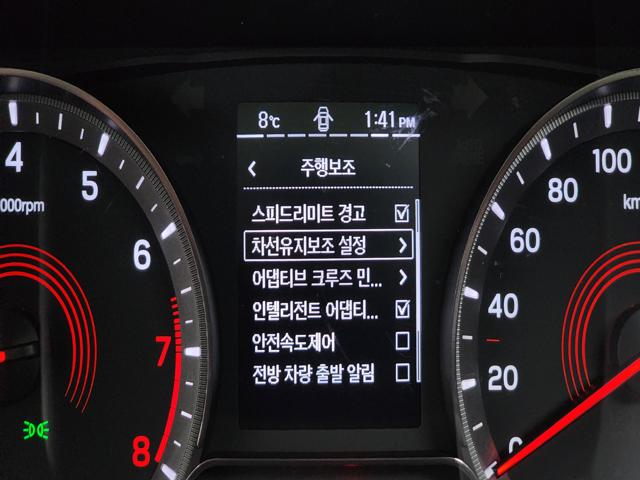 8℃ 1:41 PM
< 주행보조
스피드리미트 경고
차선유지보조 설정 >
어댑티브 크루즈 민... >
인텔리전트 어댑티...
안전속도제어
전방 차량 출발 알림
4
5
6
7
8
000rpm
100
80
60
40
20
0
km